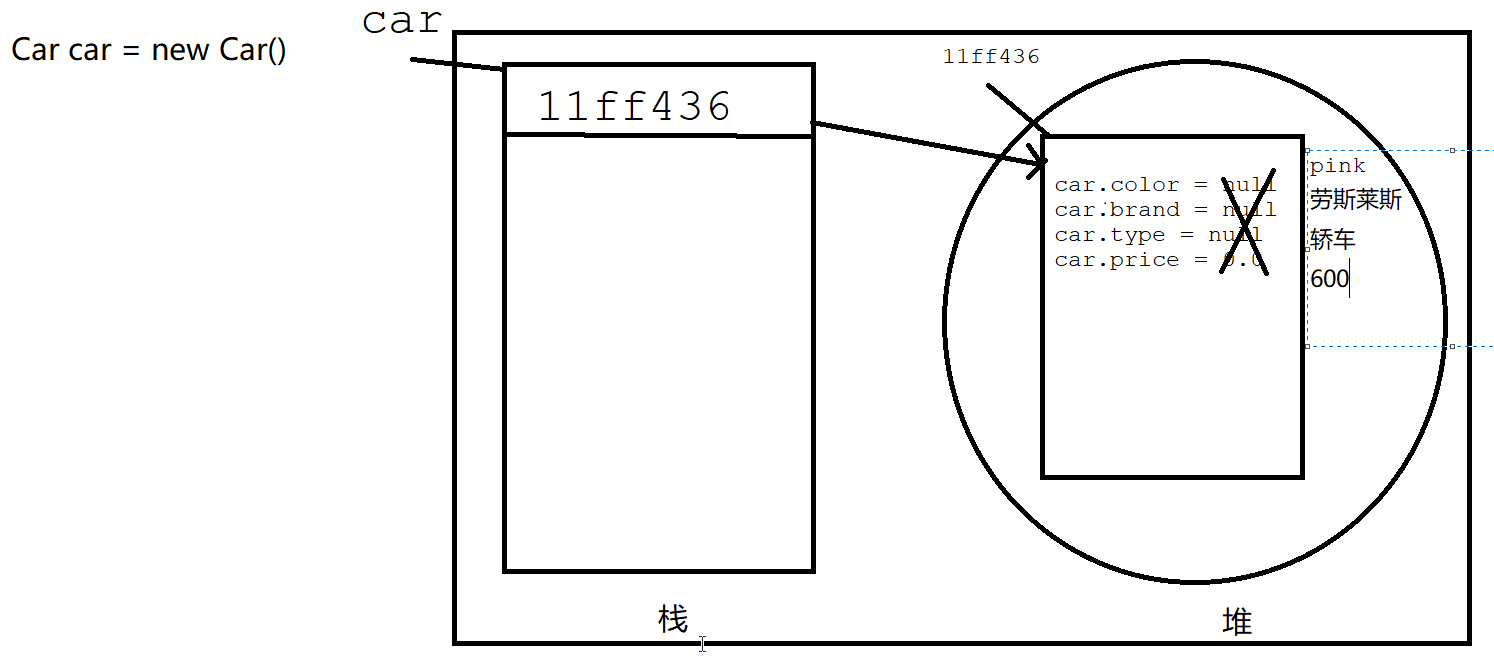 Car car = new Car()
car
11ff436
11ff436
car.color = null
car.brand = null
car.type = null
car.price = 0.0
pink
劳斯莱斯
轿车
600
栈
堆